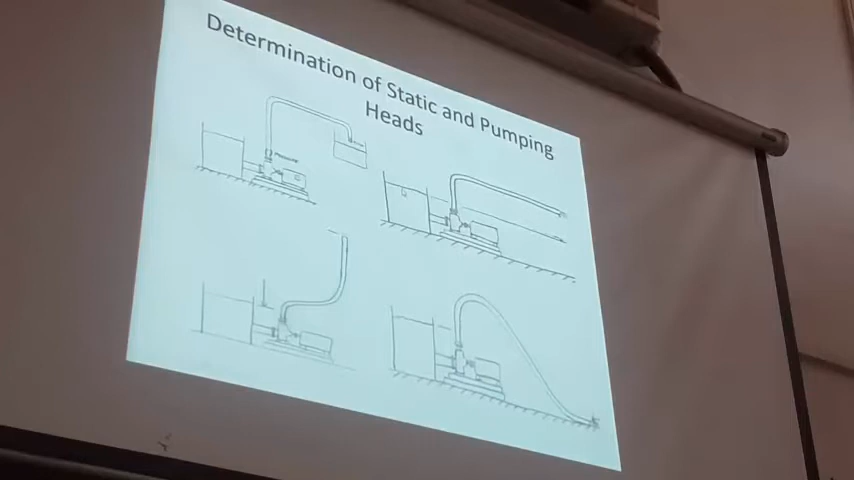 Determination of Static and Pumping
Heads